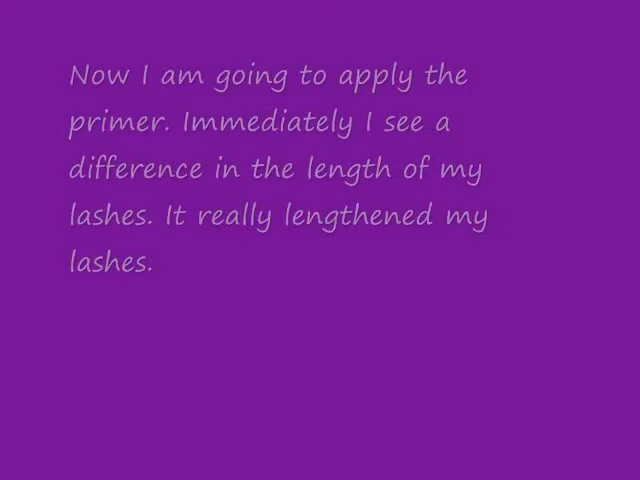 Now I am going to apply the
primer. Immediately I see a
difference in the length of my
lashes. It really lengthened my
lashes.